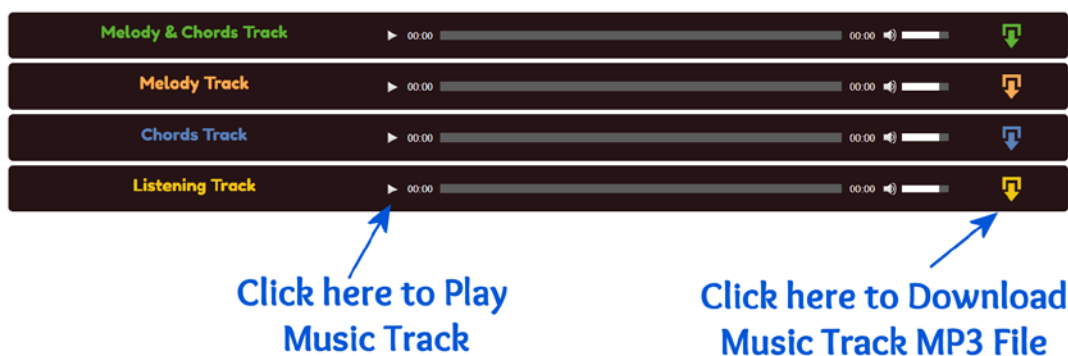 Melody & Chords Track 00:00 00:00
Melody Track 00:00 00:00
Chords Track 00:00 00:00
Listening Track 00:00 00:00
Click here to Play
Music Track
Click here to Download
Music Track MP3 File